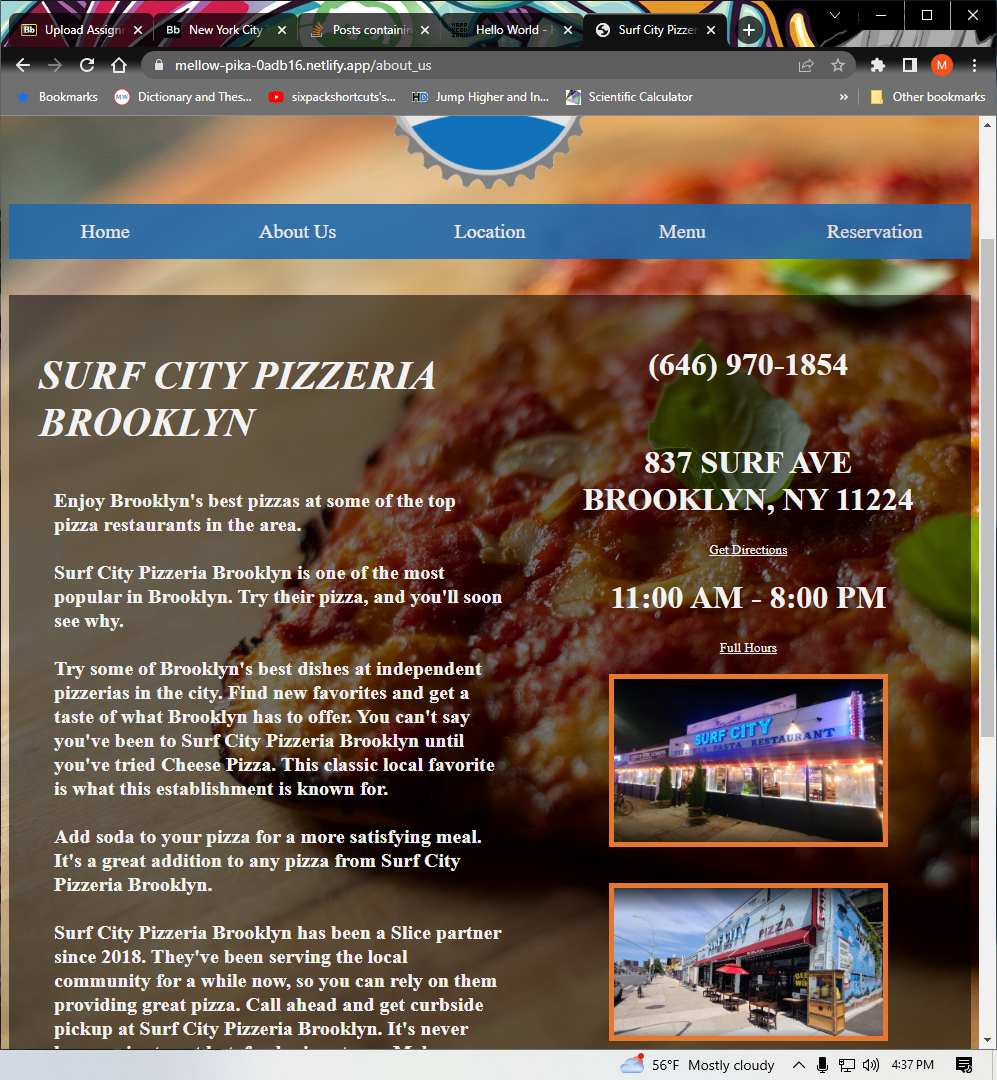 Bb Upload Assignm
Bb New York City
Posts containin
Hello World -
Surf City Pizzer
mellow-pika-0adb16.netlify.app/about_us
M
Bookmarks
MW Dictionary and Thes...
sixpackshortcuts's...
HD Jump Higher and In...
Scientific Calculator
»
Other bookmarks
Home About Us Location Menu Reservation
SURF CITY PIZZERIA
BROOKLYN
Enjoy Brooklyn's best pizzas at some of the top
pizza restaurants in the area.
Surf City Pizzeria Brooklyn is one of the most
popular in Brooklyn. Try their pizza, and you'll soon
see why.
Try some of Brooklyn's best dishes at independent
pizzerias in the city. Find new favorites and get a
taste of what Brooklyn has to offer. You can't say
you've been to Surf City Pizzeria Brooklyn until
you've tried Cheese Pizza. This classic local favorite
is what this establishment is known for.
Add soda to your pizza for a more satisfying meal.
It's a great addition to any pizza from Surf City
Pizzeria Brooklyn.
Surf City Pizzeria Brooklyn has been a Slice partner
since 2018. They've been serving the local
community for a while now, so you can rely on them
providing great pizza. Call ahead and get curbside
pickup at Surf City Pizzeria Brooklyn. It's never
(646) 970-1854
837 SURF AVE
BROOKLYN, NY 11224
Get Directions
11:00 AM - 8:00 PM
Full Hours
SURF CITY
PIZZERIA PASTA RESTAURANT
SURF CITY
PIZZA
56°F Mostly cloudy
4:37 PM